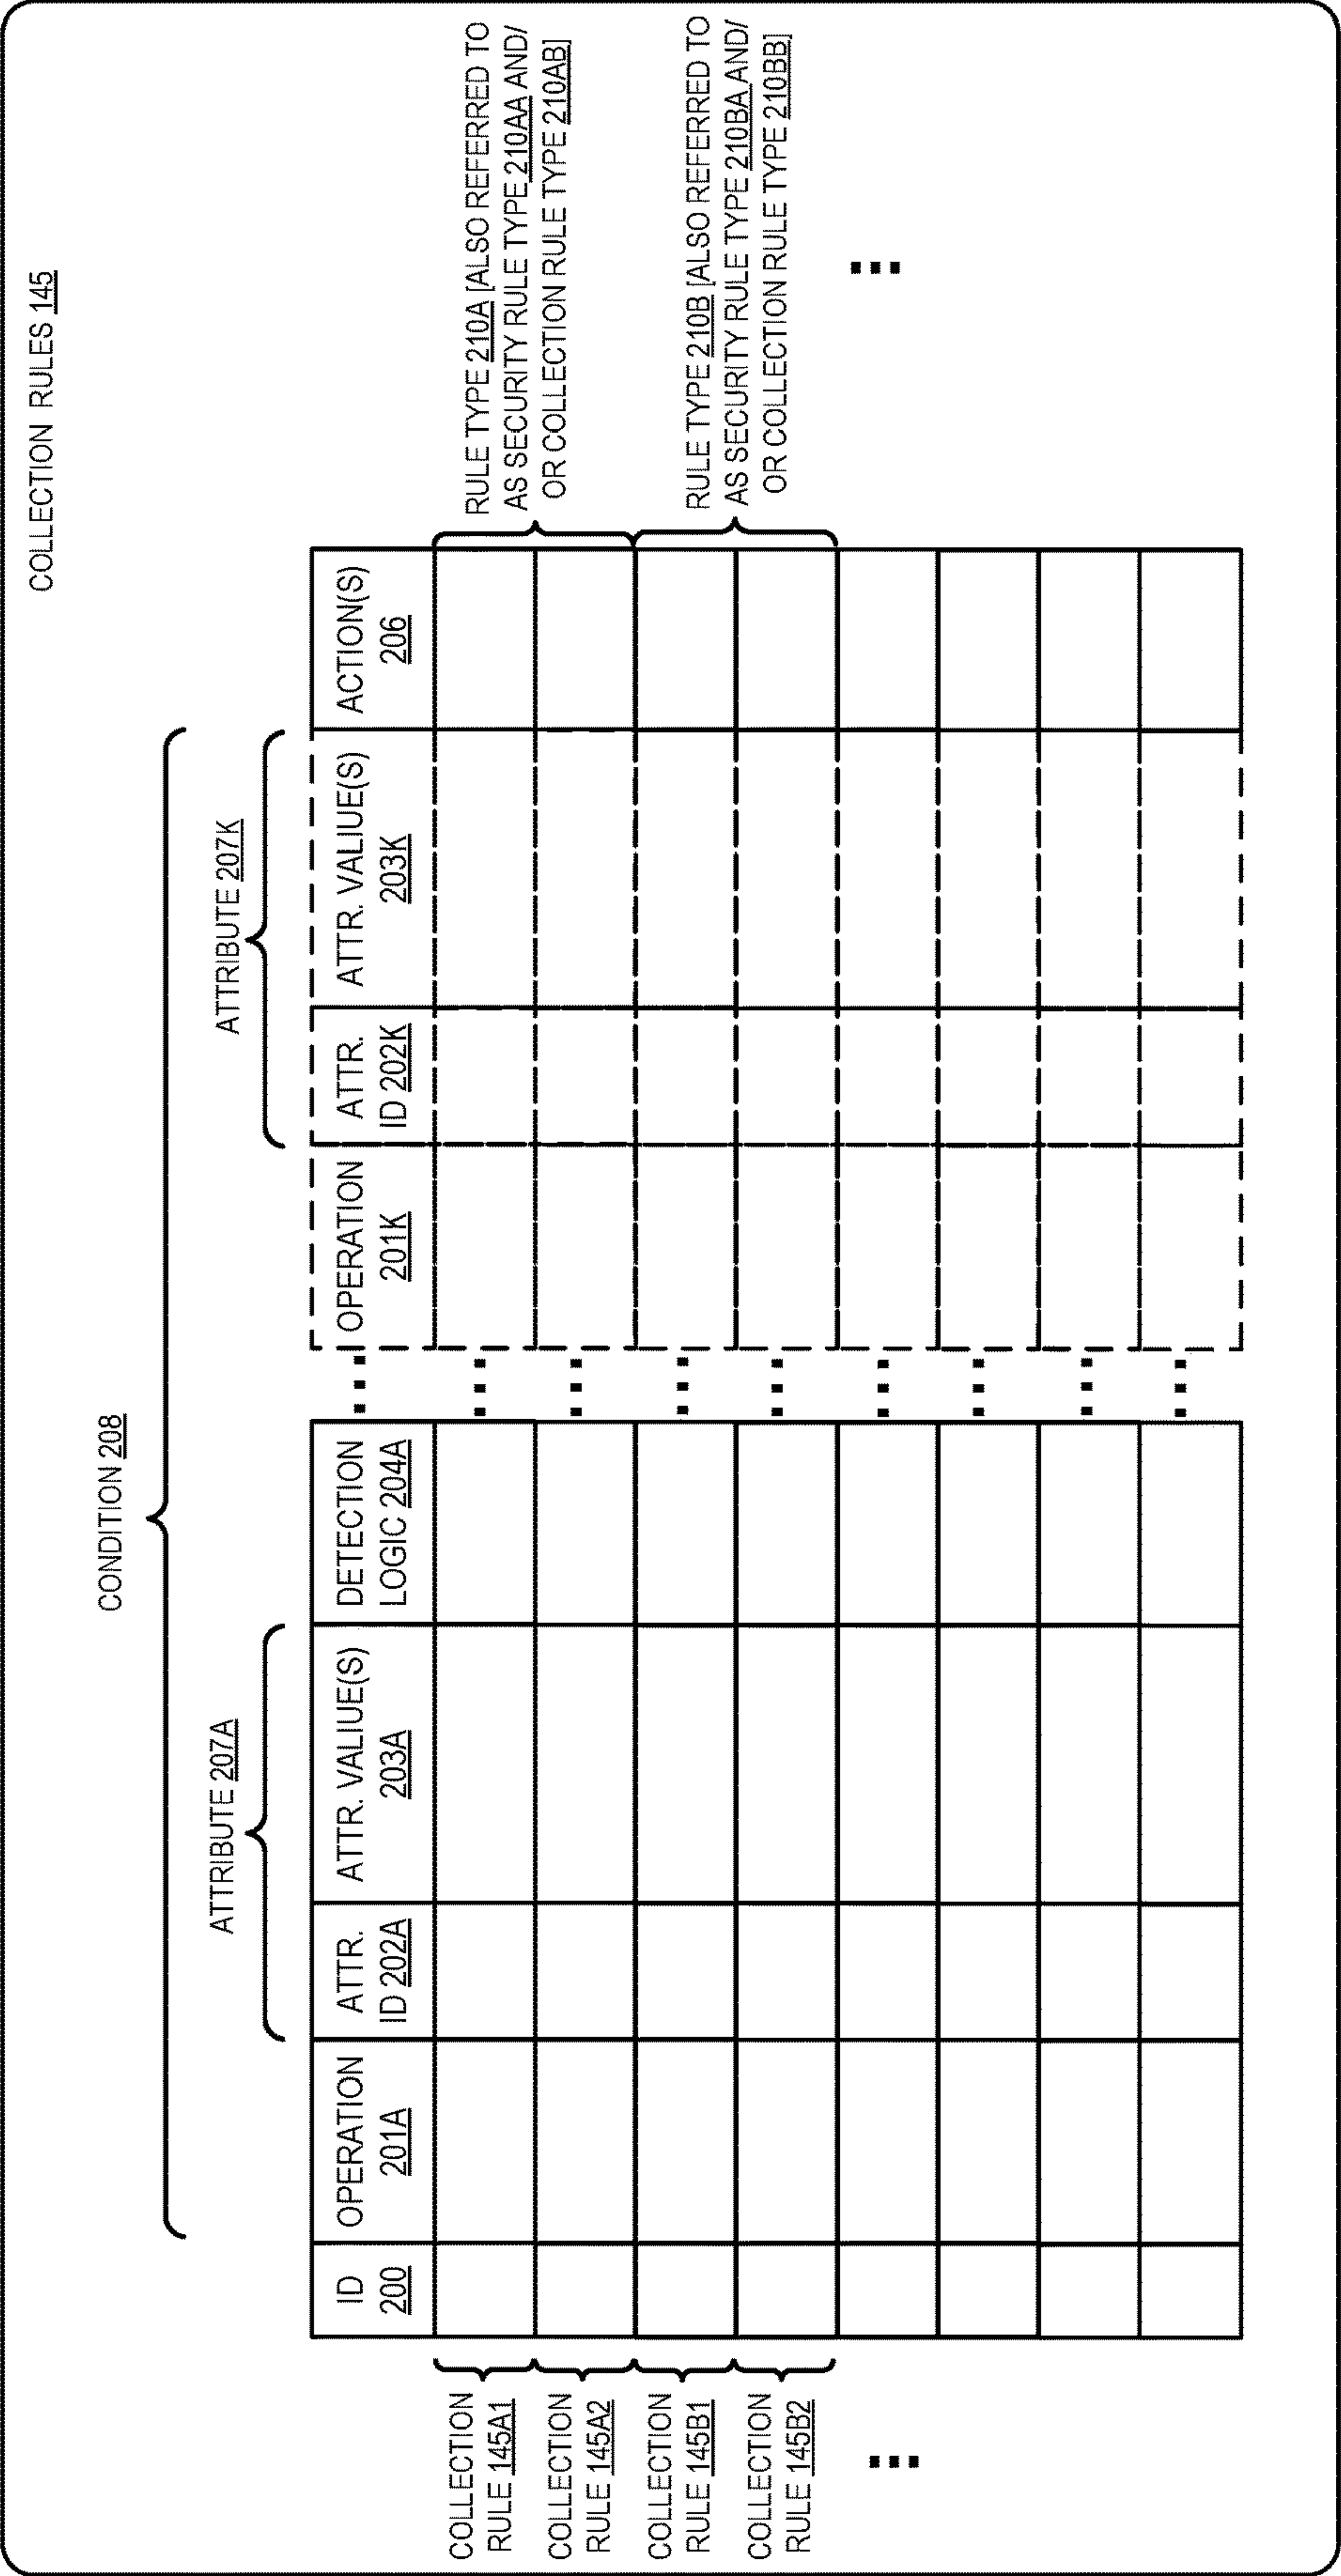 COLLECTION RULES 145
CONDITION 208
ATTRIBUTE 207A
ATTRIBUTE 207K
ID
200
OPERATION
201A
ATTR.
ID 202A
ATTR. VALIUE(S)
203A
DETECTION
LOGIC 204A
OPERATION
201K
ATTR.
ID 202K
ATTR. VALIUE(S)
203K
ACTION(S)
206
COLLECTION
RULE 145A1
COLLECTION
RULE 145A2
COLLECTION
RULE 145B1
COLLECTION
RULE 145B2
RULE TYPE 210A [ALSO REFERRED TO
AS SECURITY RULE TYPE 210AA AND/
OR COLLECTION RULE TYPE 210AB]
RULE TYPE 210B [ALSO REFERRED TO
AS SECURITY RULE TYPE 210BA AND/
OR COLLECTION RULE TYPE 210BB]